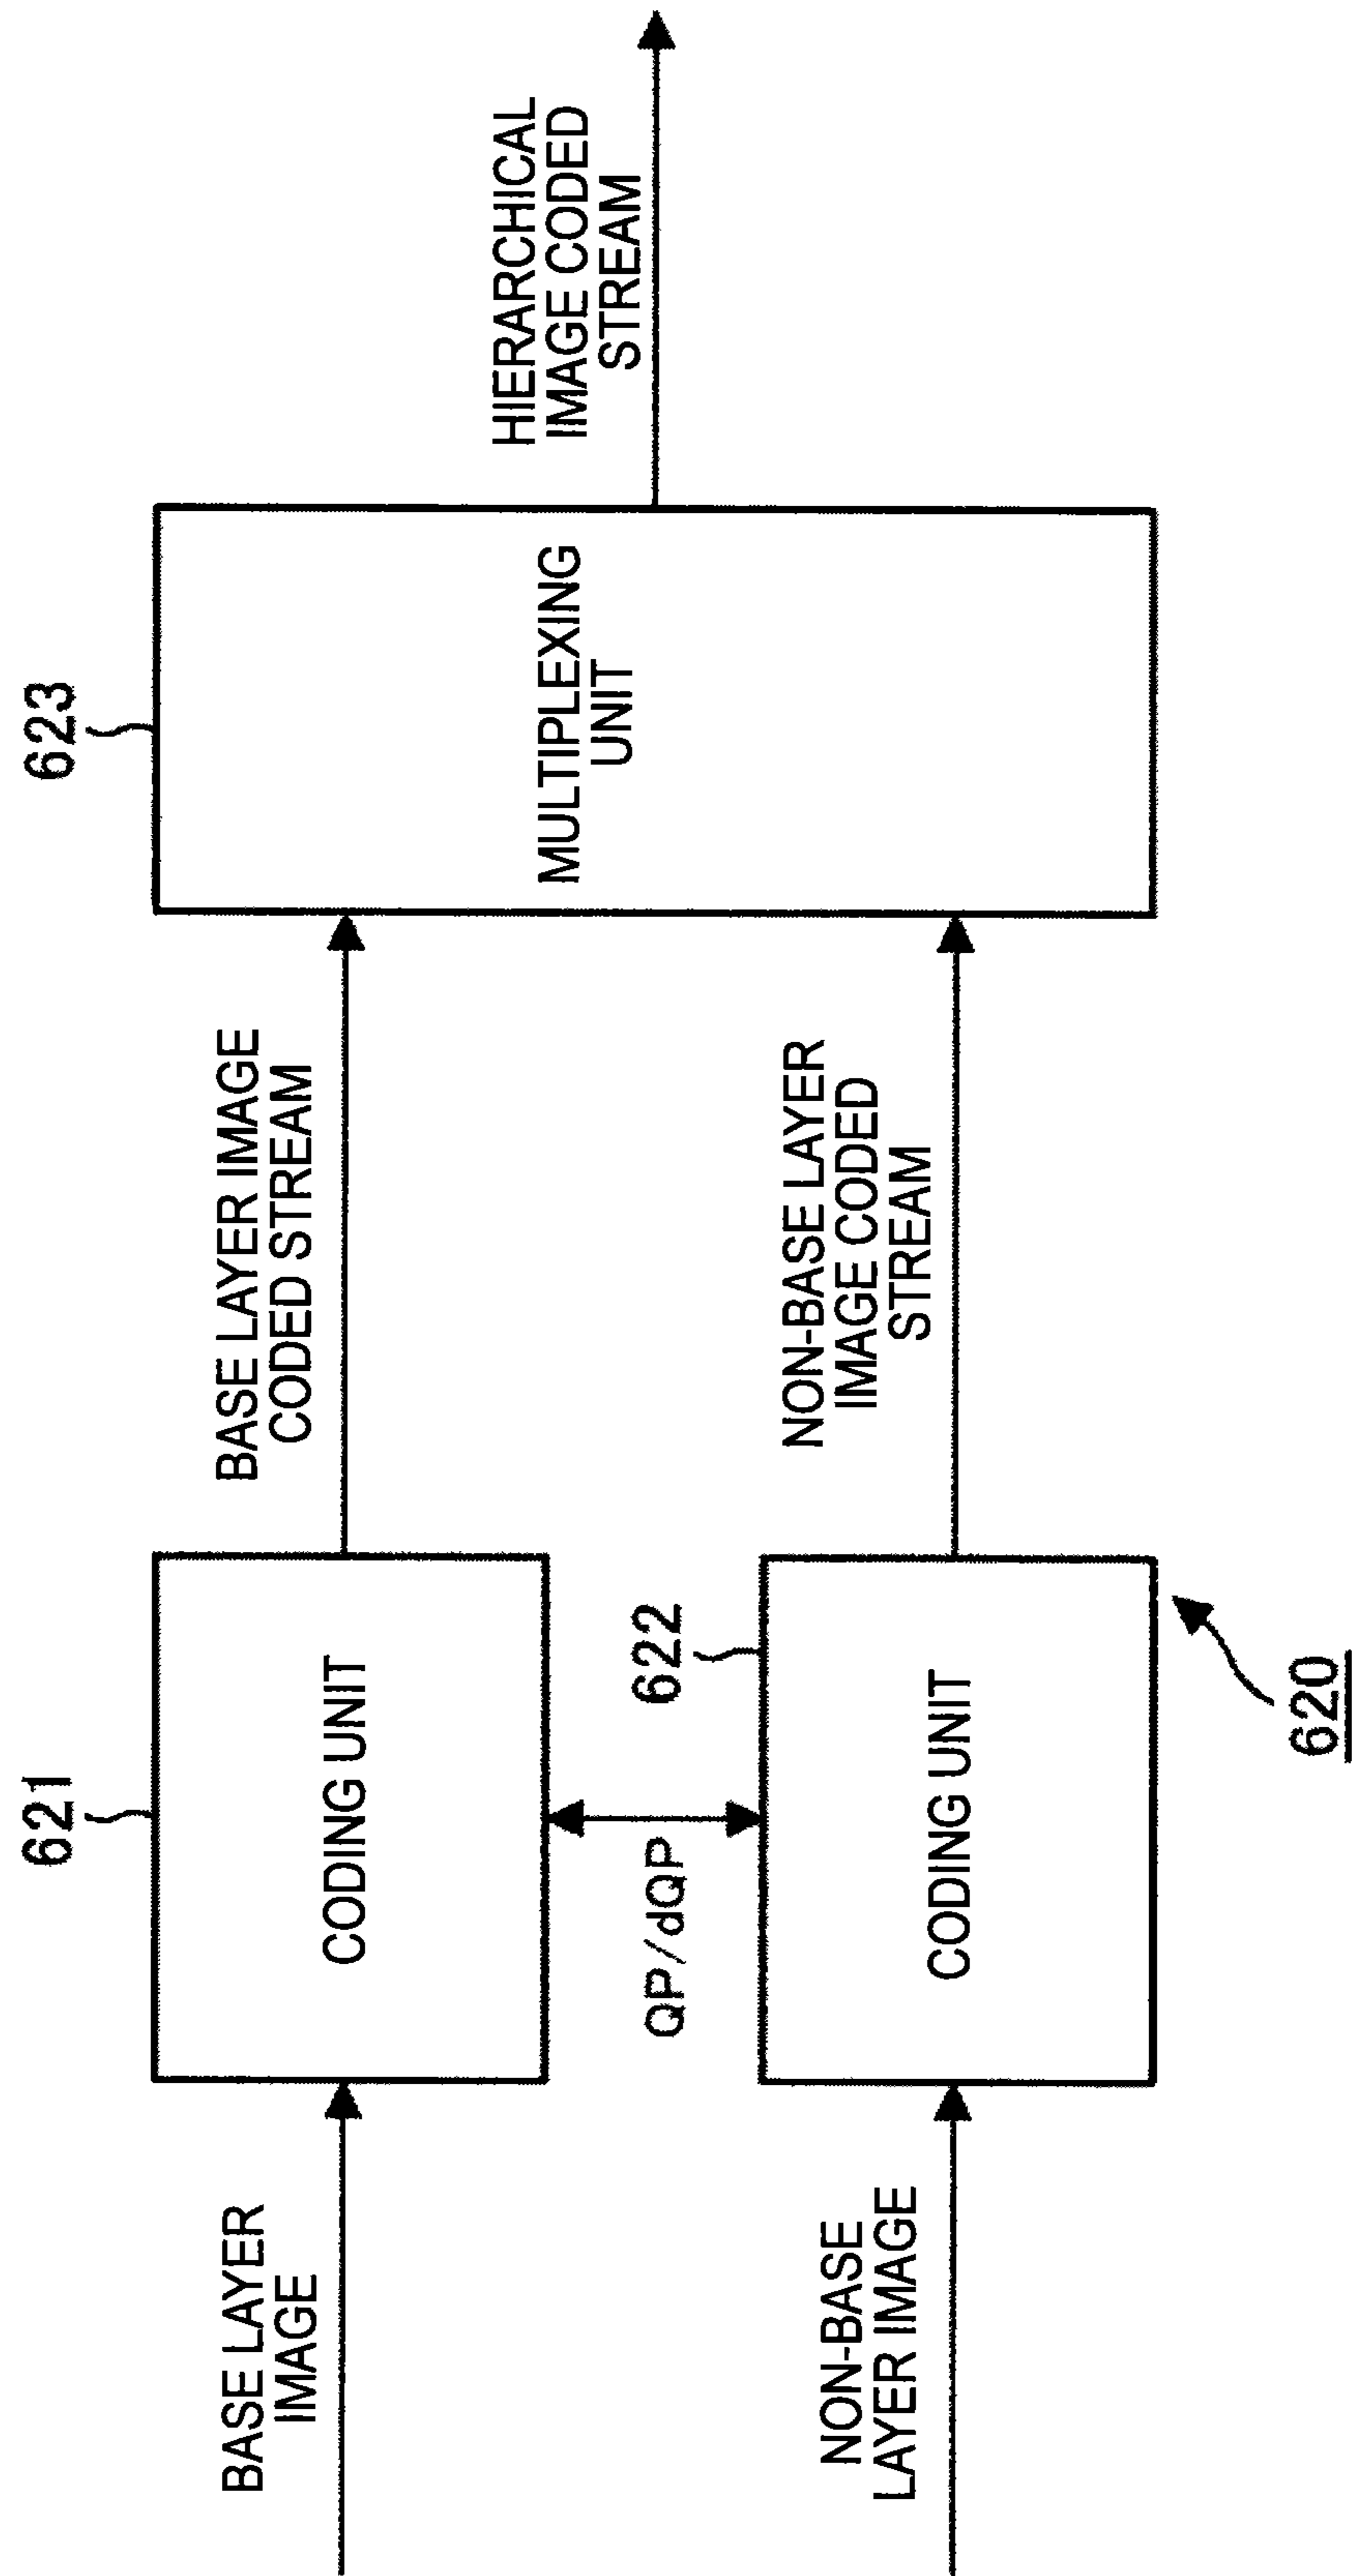 621
BASE LAYER
IMAGE
CODING UNIT
BASE LAYER IMAGE
CODED STREAM
623
MULTIPLEXING
UNIT
HIERARCHICAL
IMAGE CODED
STREAM
QP/dQP
622
NON-BASE
LAYER IMAGE
CODING UNIT
NON-BASE LAYER
IMAGE CODED
STREAM
620